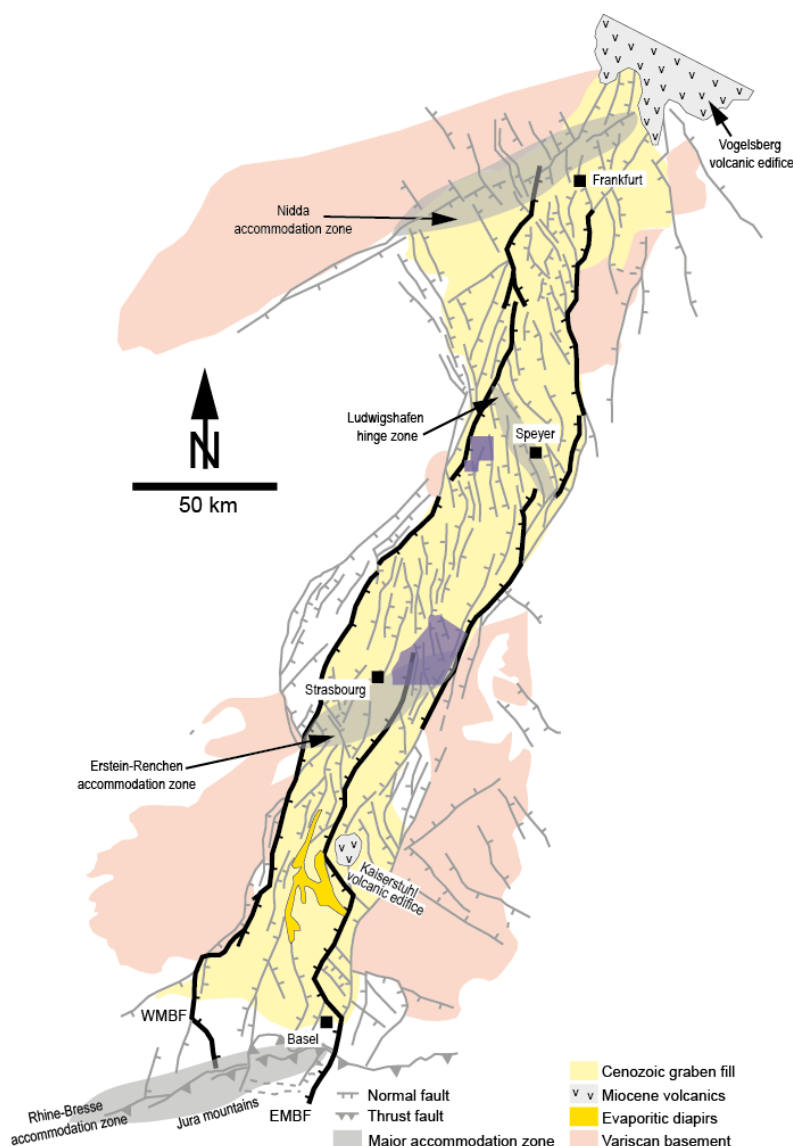 Vogelsberg
volcanic edifice
Frankfurt
Nidda
accommodation zone
Ludwigshafen
hinge zone
Speyer
N
50 km
Strasbourg
Erstein-Renchen
accommodation zone
Kaiserstuhl
volcanic edifice
WMBF
Basel
Rhine-Bresse
accommodation zone
Jura mountains
EMBF
Normal fault
Thrust fault
Major accommodation zone
Cenozoic graben fill
Miocene volcanics
Evaporitic diapirs
Variscan basement